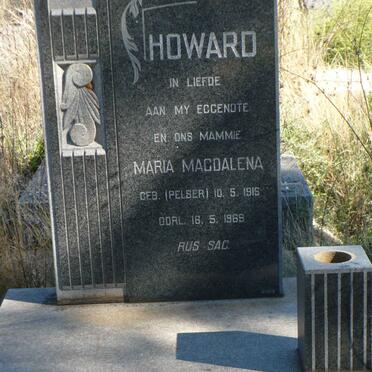 HOWARD
IN LIEFDE
AAN MY EGGENOTE
EN ONS MAMMIE
MARIA MAGDALENA
GEB. (PELSER) 10. 5. 1916
OORL. 16. 5. 1969
RUS SAG.